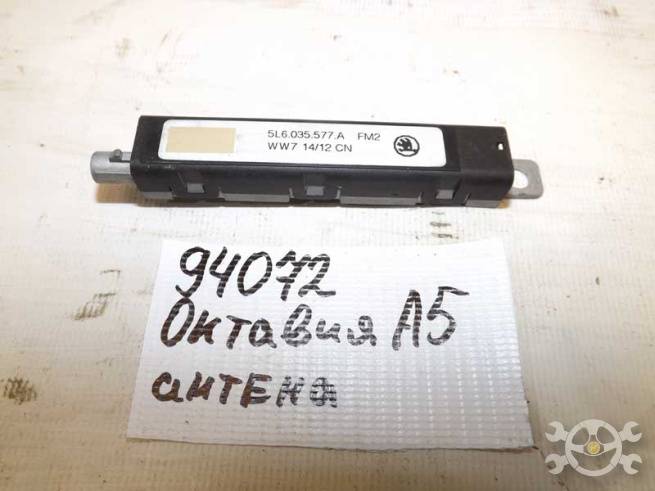 5L6.035.577.A FM2
WW7 14/12 CN
94072
Октавия А5
антена